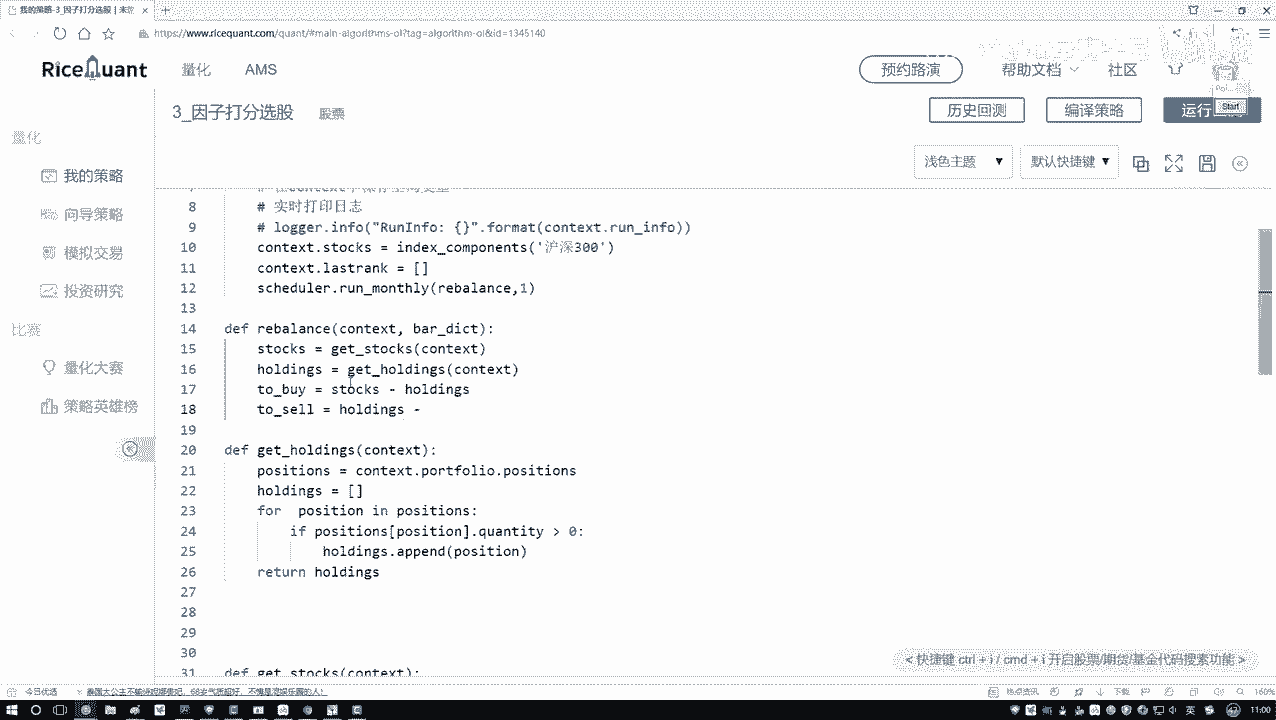 我的策略-3_因子打分选股 | 米筐
https://www.ricequant.com/quant/#main-algorithms-ol?tag=algorithm-ol&id=1345140
RiceQuant
量化
AMS
预约路演
帮助文档
社区
3_因子打分选股
股票
历史回测
编译策略
运行
Start
浅色主题 ▼
默认快捷键 ▼
量化
我的策略
向导策略
模拟交易
投资研究
比赛
量化大赛
策略英雄榜
8 # 实时打印日志
9 # logger.info("RunInfo: {}".format(context.run_info))
10 context.stocks = index_components('沪深300')
11 context.lastrank = []
12 scheduler.run_monthly(rebalance,1)
13
14 def rebalance(context, bar_dict):
15 stocks = get_stocks(context)
16 holdings = get_holdings(context)
17 to_buy = stocks - holdings
18 to_sell = holdings -
19
20 def get_holdings(context):
21 positions = context.portfolio.positions
22 holdings = []
23 for  position in positions:
24 if positions[position].quantity > 0:
25 holdings.append(position)
26 return holdings
27
28
29
30
31 def get_stocks(context):
< 快捷键 ctrl + i / cmd + i 开启股票/期货/基金代码搜索功能 >
今日优选
热点资讯
下载
160%
英
11:00